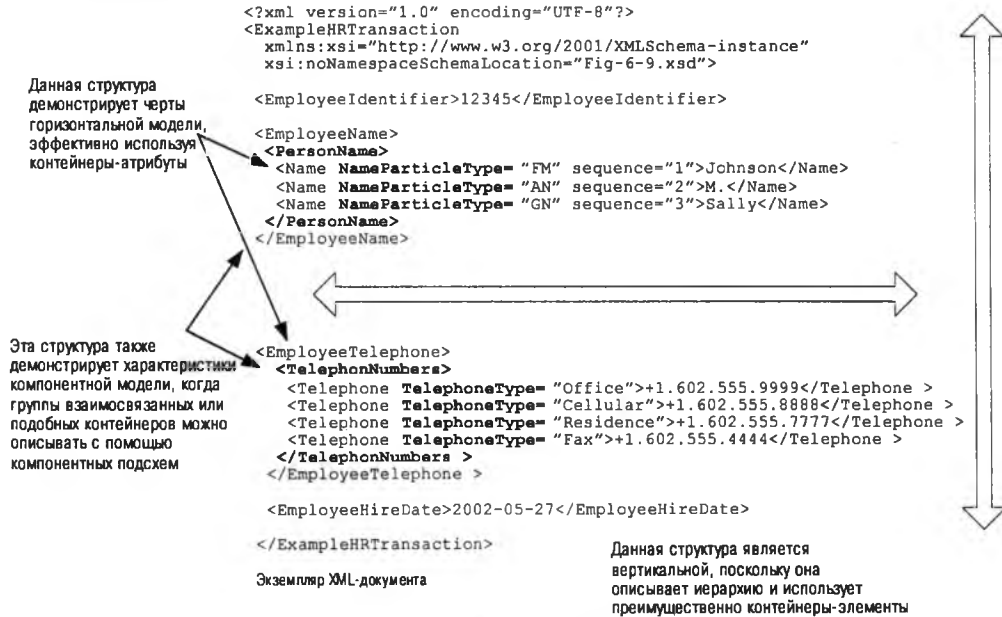 <?xml version="1.0" encoding="UTF-8"?>
<ExampleHRTransaction
xmlns:xsi="http://www.w3.org/2001/XMLSchema-instance"
xsi:noNamespaceSchemaLocation="Fig-6-9.xsd">
Данная структура
демонстрирует черты
горизонтальной модели,
эффективно используя
контейнеры-атрибуты
<EmployeeIdentifier>12345</EmployeeIdentifier>
<EmployeeName>
<PersonName>
<Name NameParticleType= "FM" sequence="1">Johnson</Name>
<Name NameParticleType= "AN" sequence="2">M.</Name>
<Name NameParticleType= "GN" sequence="3">Sally</Name>
</PersonName>
</EmployeeName>
Эта структура также
демонстрирует характеристики
компонентной модели, когда
группы взаимосвязанных или
подобных контейнеров можно
описывать с помощью
компонентных подсхем
<EmployeeTelephone>
<TelephonNumbers>
<Telephone TelephoneType= "Office">+1.602.555.9999</Telephone >
<Telephone TelephoneType= "Cellular">+1.602.555.8888</Telephone >
<Telephone TelephoneType= "Residence">+1.602.555.7777</Telephone >
<Telephone TelephoneType= "Fax">+1.602.555.4444</Telephone >
</TelephonNumbers >
</EmployeeTelephone >
<EmployeeHireDate>2002-05-27</EmployeeHireDate>
</ExampleHRTransaction>
Экземпляр XML-документа
Данная структура является
вертикальной, поскольку она
описывает иерархию и использует
преимущественно контейнеры-элементы